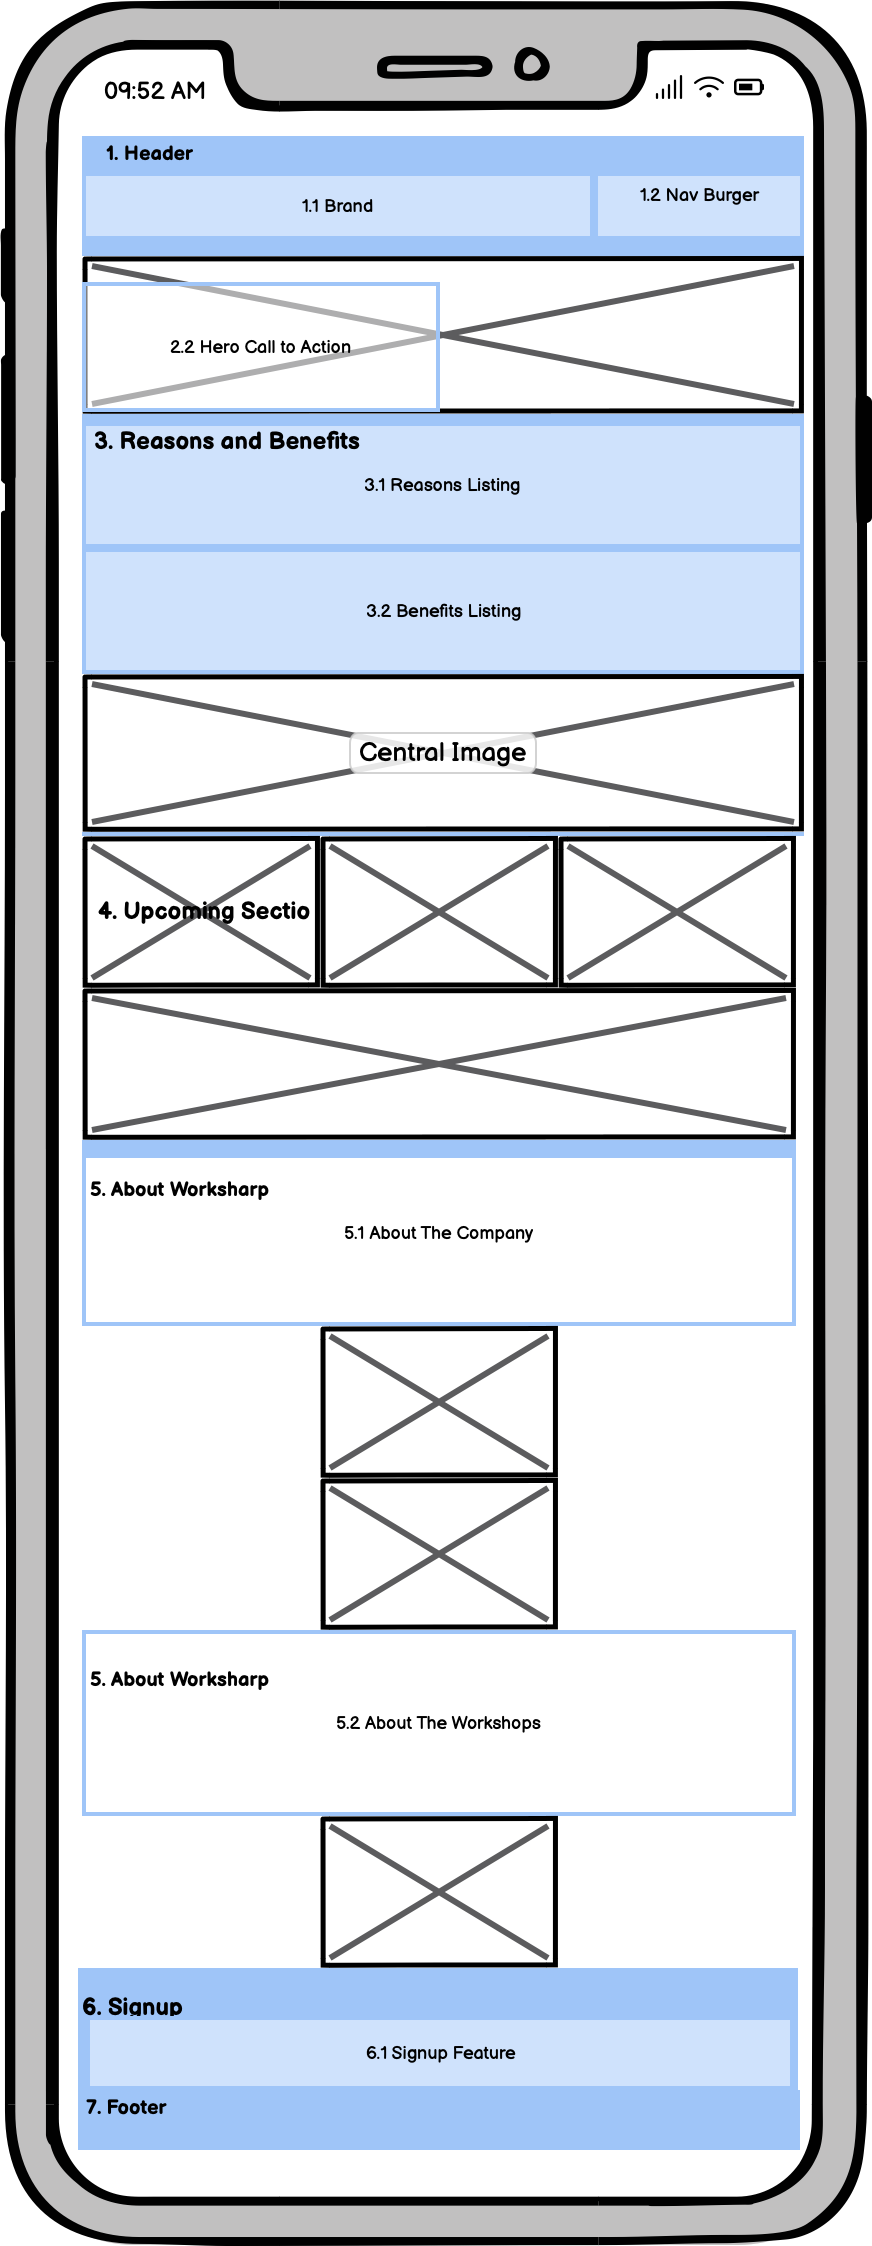 09:52 AM
1. Header
1.1 Brand
1.2 Nav Burger
2.2 Hero Call to Action
3. Reasons and Benefits
3.1 Reasons Listing
3.2 Benefits Listing
Central Image
4. Upcoming Sectio
5. About Worksharp
5.1 About The Company
5. About Worksharp
5.2 About The Workshops
6. Signup
6.1 Signup Feature
7. Footer